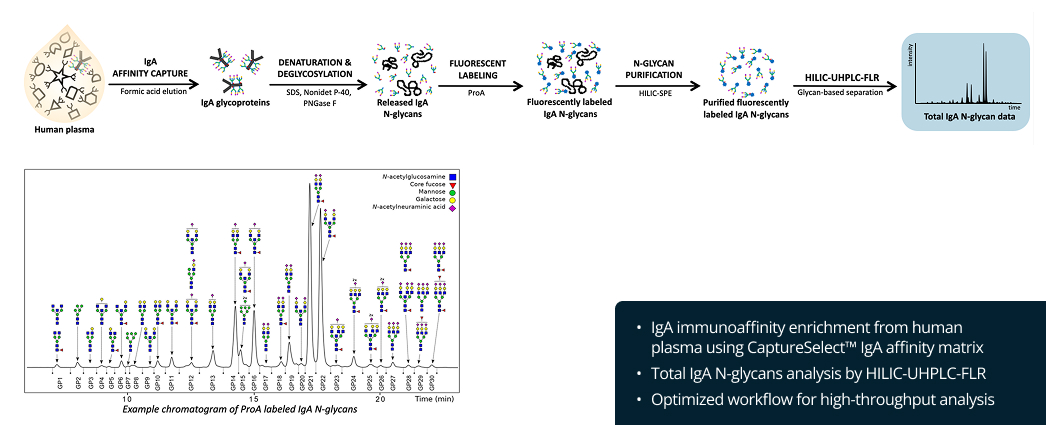 IgA
AFFINITY CAPTURE
Formic acid elution
Human plasma
IgA glycoproteins
DENATURATION &
DEGLYCOSYLATION
SDS, Nonidet P-40,
PNGase F
Released IgA
N-glycans
FLUORESCENT
LABELING
ProA
Fluorescently labeled
IgA N-glycans
N-GLYCAN
PURIFICATION
HILIC-SPE
Purified fluorescently
labeled IgA N-glycans
HILIC-UHPLC-FLR
Glycan-based separation
intensity
time
Total IgA N-glycan data
N-acetylglucosamine
Core fucose
Mannose
Galactose
N-acetylneuraminic acid
GP1 GP2 GP3 GP4 GP5 GP6 GP7 GP8 GP9 GP10 GP11 GP12 GP13 GP14 GP15 GP16 GP17 GP18 GP19 GP20 GP21 GP22 GP23 GP24 GP25 GP26 GP27 GP28 GP29 GP30
10 15 20 Time (min)
Example chromatogram of ProA labeled IgA N-glycans
• IgA immunoaffinity enrichment from human
plasma using CaptureSelect™ IgA affinity matrix
• Total IgA N-glycans analysis by HILIC-UHPLC-FLR
• Optimized workflow for high-throughput analysis